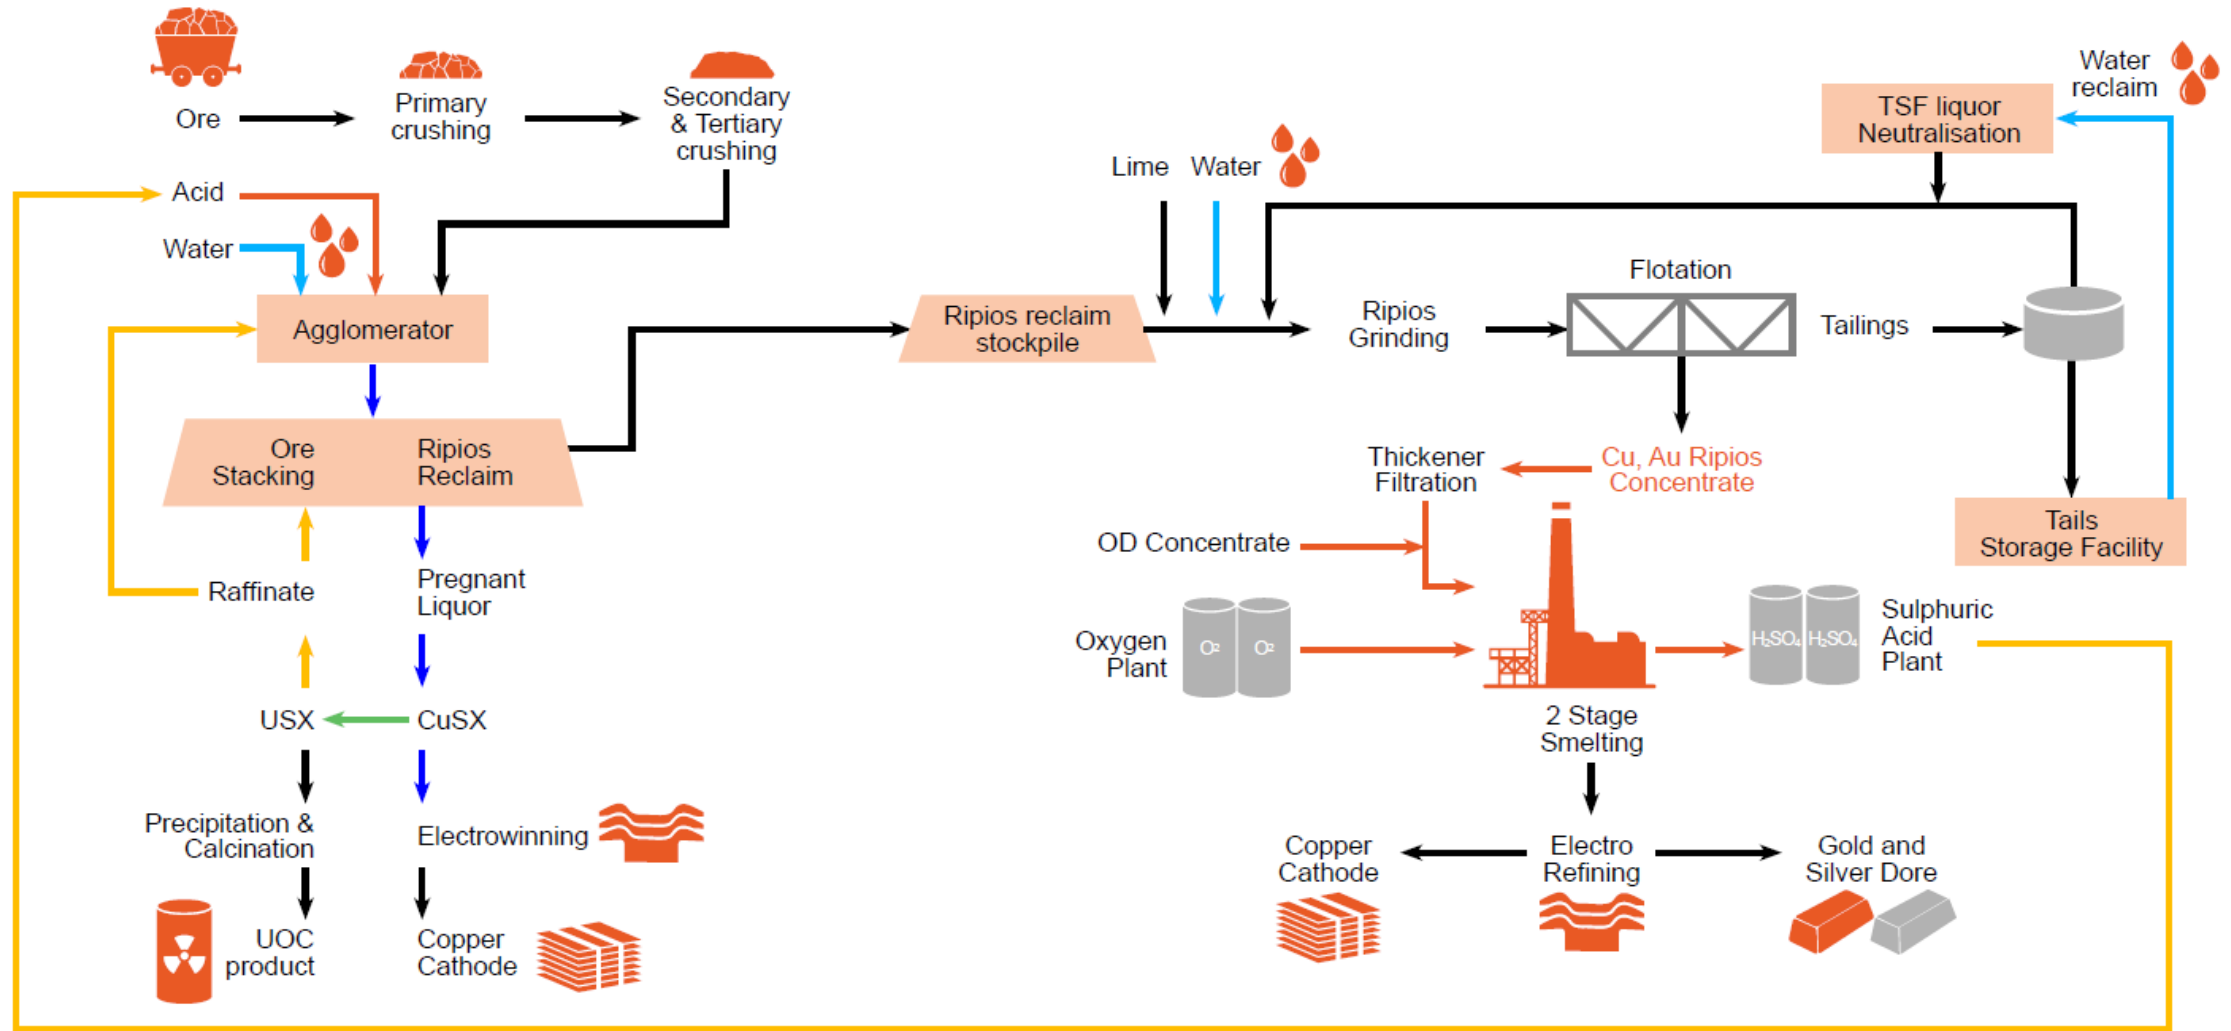 Ore
Primary
crushing
Secondary
& Tertiary
crushing
Acid
Water
Agglomerator
Ore
Stacking
Ripios
Reclaim
Raffinate
Pregnant
Liquor
USX
CuSX
Precipitation &
Calcination
Electrowinning
UOC
product
Copper
Cathode
Lime
Water
Ripios reclaim
stockpile
Ripios
Grinding
Flotation
Tailings
TSF liquor
Neutralisation
Water
reclaim
Tails
Storage Facility
Thickener
Filtration
Cu, Au Ripios
Concentrate
OD Concentrate
Oxygen
Plant
O2
O2
H2SO4
H2SO4
Sulphuric
Acid
Plant
2 Stage
Smelting
Copper
Cathode
Electro
Refining
Gold and
Silver Dore